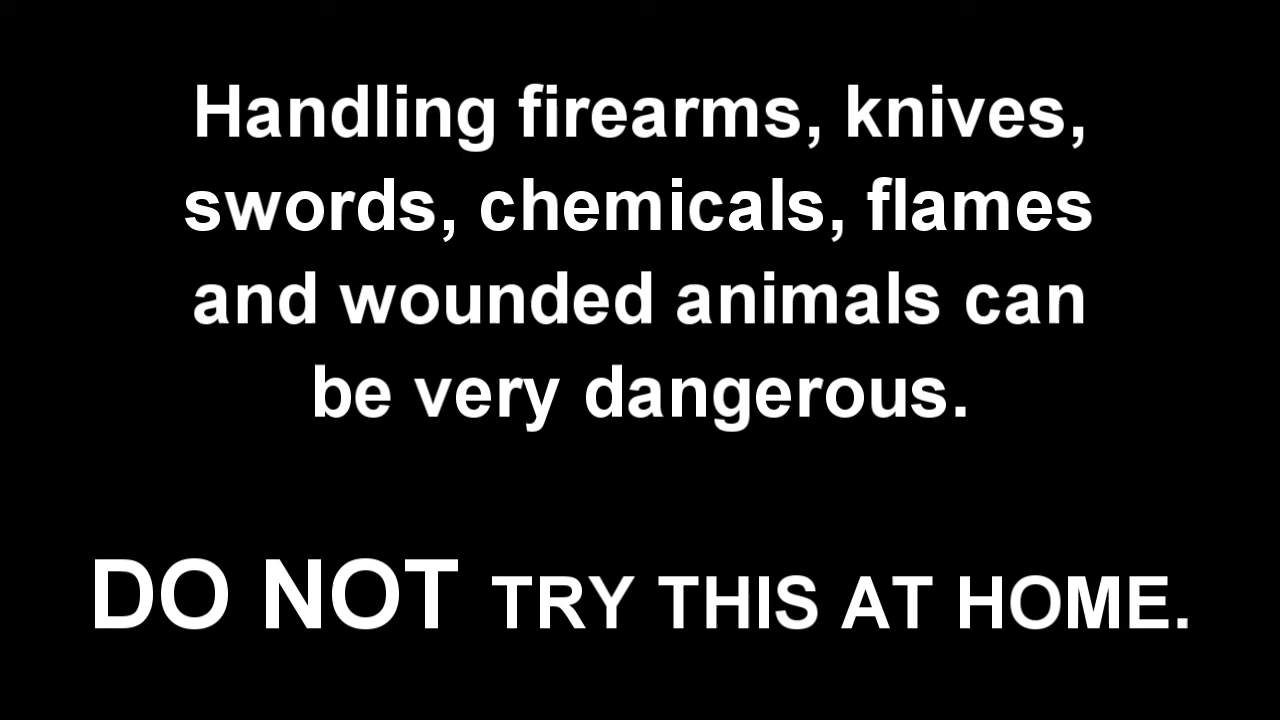 Handling firearms, knives,
swords, chemicals, flames
and wounded animals can
be very dangerous.
DO NOT TRY THIS AT HOME.